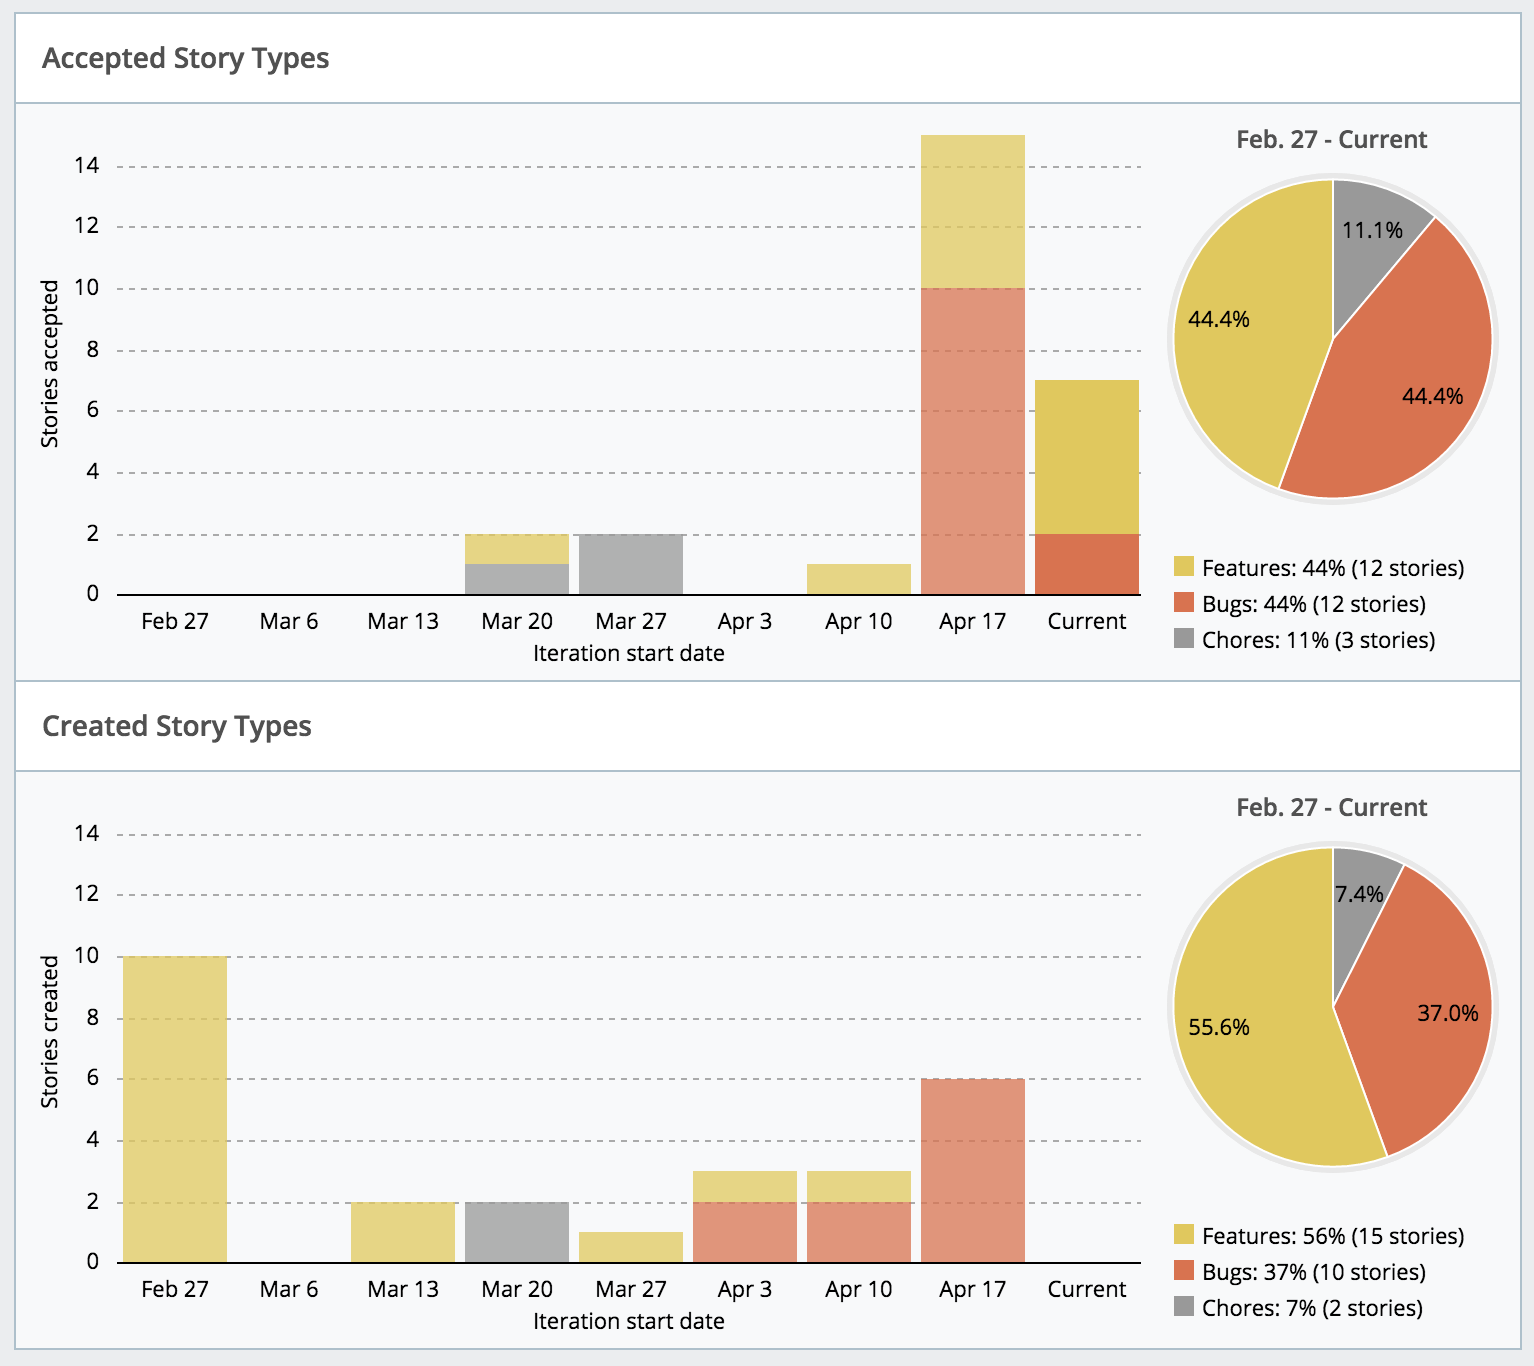 Accepted Story Types
Feb. 27 - Current
14
12
10
8
6
4
2
0
Stories accepted
Feb 27 Mar 6 Mar 13 Mar 20 Mar 27 Apr 3 Apr 10 Apr 17 Current
Iteration start date
11.1%
44.4%
44.4%
Features: 44% (12 stories)
Bugs: 44% (12 stories)
Chores: 11% (3 stories)
Created Story Types
Feb. 27 - Current
14
12
10
8
6
4
2
0
Stories created
Feb 27 Mar 6 Mar 13 Mar 20 Mar 27 Apr 3 Apr 10 Apr 17 Current
Iteration start date
7.4%
37.0%
55.6%
Features: 56% (15 stories)
Bugs: 37% (10 stories)
Chores: 7% (2 stories)